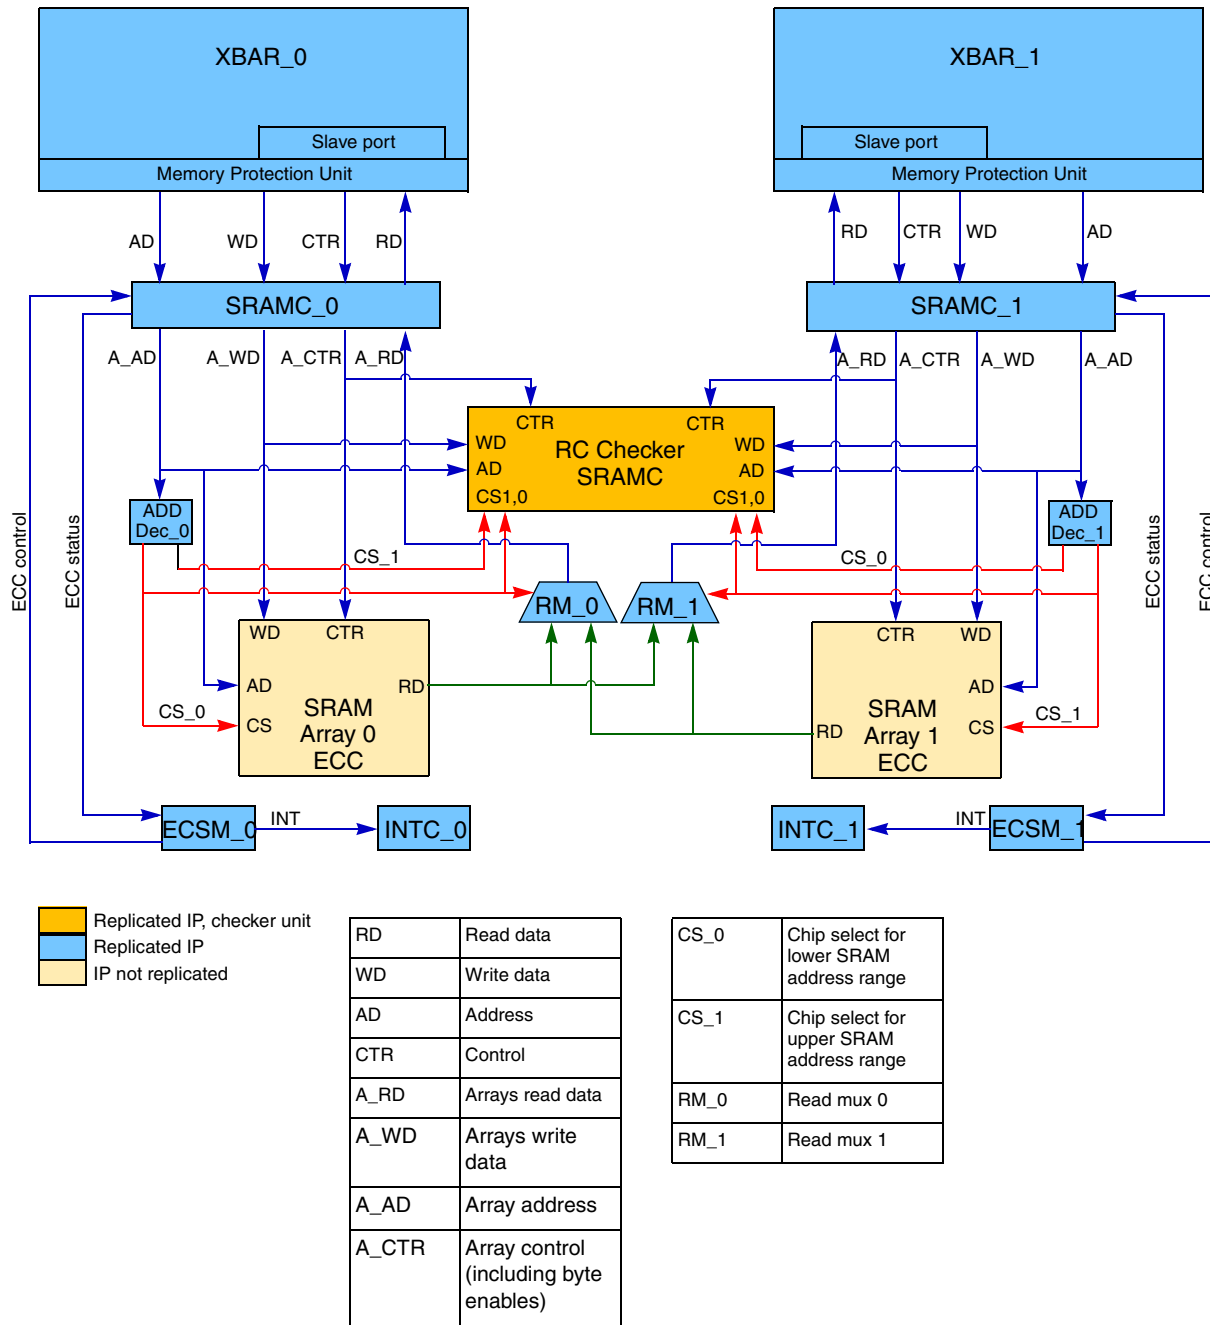 XBAR_0
XBAR_1
Slave port
Slave port
Memory Protection Unit
Memory Protection Unit
AD
WD
CTR
RD
RD
CTR
WD
AD
SRAMC_0
SRAMC_1
A_AD
A_WD
A_CTR
A_RD
A_RD
A_CTR
A_WD
A_AD
CTR
CTR
WD
RC Checker
WD
AD
SRAMC
AD
CS1,0
CS1,0
ADD
Dec_0
ADD
Dec_1
CS_1
CS_0
ECC control
ECC status
ECC status
ECC control
RM_0
RM_1
WD
CTR
CTR
WD
AD
RD
AD
CS_0
CS
SRAM
Array 0
ECC
RD
SRAM
Array 1
ECC
CS
CS_1
ECSM_0
INT
INTC_0
INTC_1
INT
ECSM_1
Replicated IP, checker unit
Replicated IP
IP not replicated
RD
Read data
WD
Write data
AD
Address
CTR
Control
A_RD
Arrays read data
A_WD
Arrays write
data
A_AD
Array address
A_CTR
Array control
(including byte
enables)
CS_0
Chip select for
lower SRAM
address range
CS_1
Chip select for
upper SRAM
address range
RM_0
Read mux 0
RM_1
Read mux 1